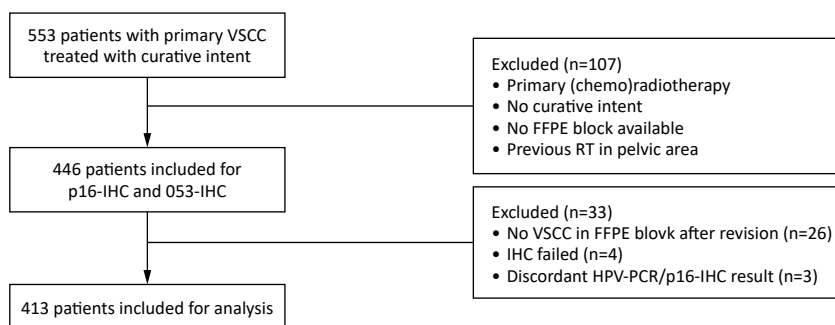 553 patients with primary VSCC
treated with curative intent
Excluded (n=107)
• Primary (chemo)radiotherapy
• No curative intent
• No FFPE block available
• Previous RT in pelvic area
446 patients included for
p16-IHC and 053-IHC
Excluded (n=33)
• No VSCC in FFPE blovk after revision (n=26)
• IHC failed (n=4)
• Discordant HPV-PCR/p16-IHC result (n=3)
413 patients included for analysis